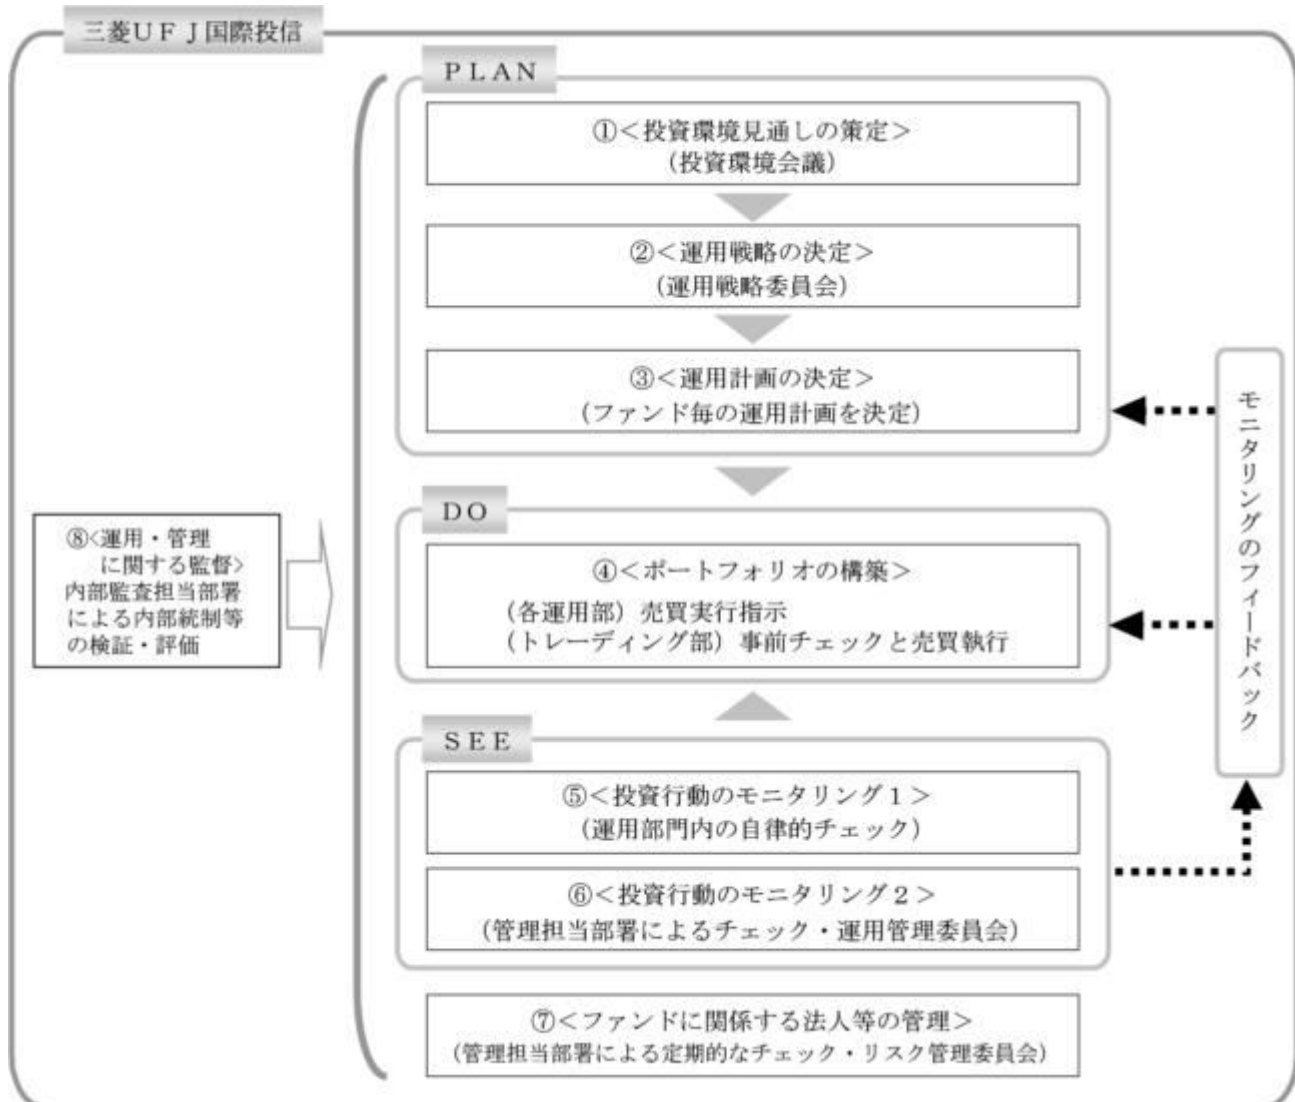 三菱ＵＦＪ国際投信
ＰＬＡＮ
①＜投資環境見通しの策定＞
（投資環境会議）
②＜運用戦略の決定＞
（運用戦略委員会）
③＜運用計画の決定＞
（ファンド毎の運用計画を決定）
ＤＯ
④＜ポートフォリオの構築＞
（各運用部）売買実行指示
（トレーディング部）事前チェックと売買執行
ＳＥＥ
⑤＜投資行動のモニタリング１＞
（運用部門内の自律的チェック）
⑥＜投資行動のモニタリング２＞
（管理担当部署によるチェック・運用管理委員会）
⑦＜ファンドに関係する法人等の管理＞
（管理担当部署による定期的なチェック・リスク管理委員会）
⑧<運用・管理
に関する監督>
内部監査担当部署
による内部統制等
の検証・評価
モニタリングのフィードバック